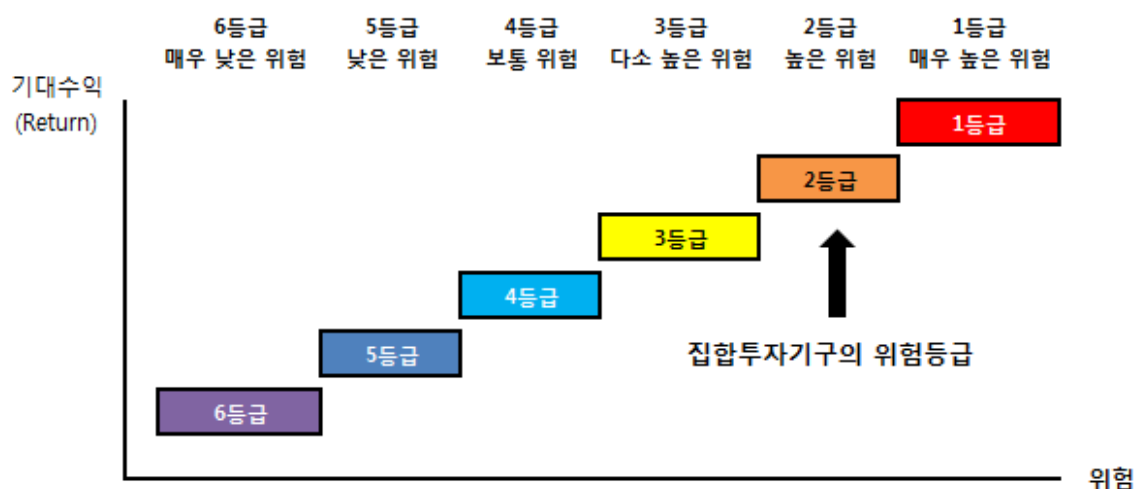 6등급 5등급 4등급 3등급 2등급 1등급
매우 낮은 위험 낮은 위험 보통 위험 다소 높은 위험 높은 위험 매우 높은 위험
기대수익
(Return)
1등급
2등급
3등급
4등급
집합투자기구의 위험등급
5등급
6등급
위험